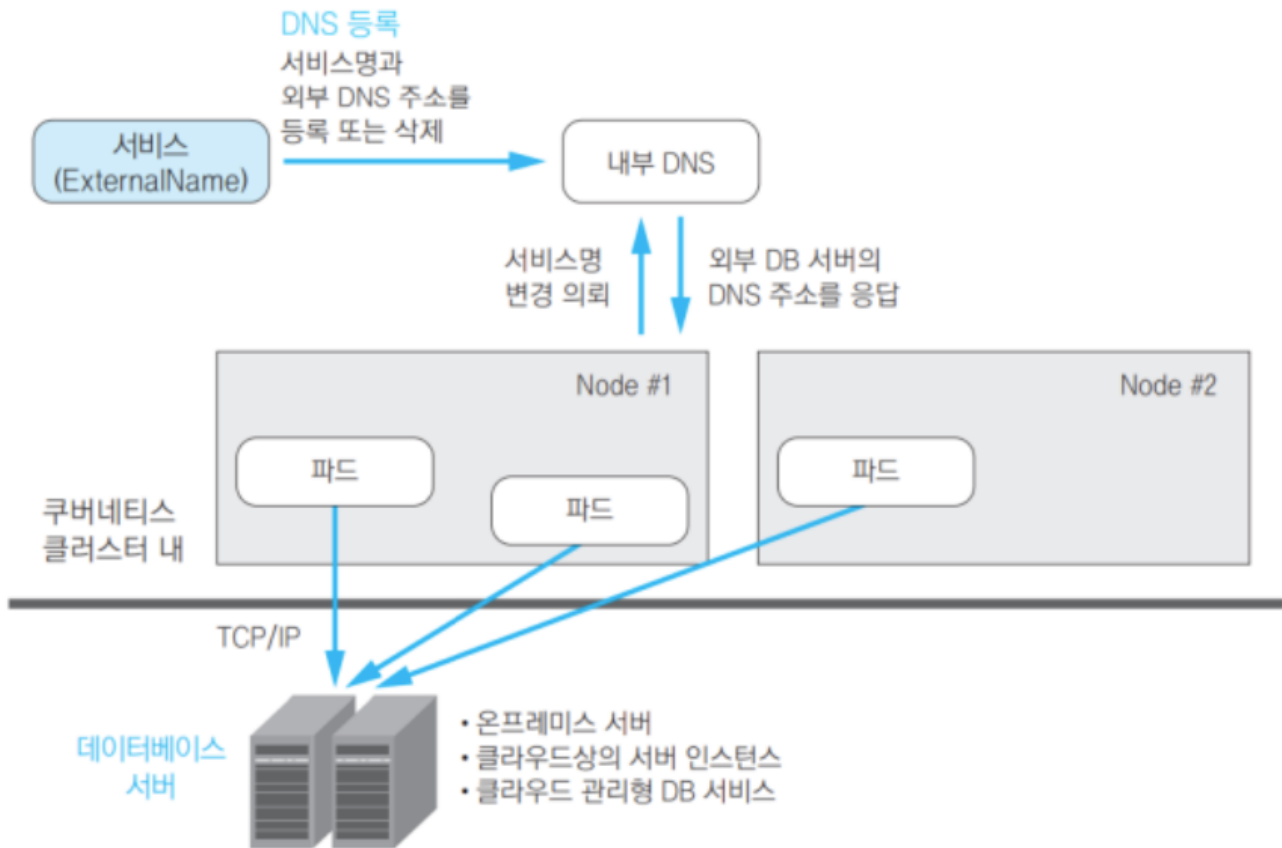 DNS 등록
서비스명과
외부 DNS 주소를
등록 또는 삭제
서비스
(ExternalName)
내부 DNS
서비스명
변경 의뢰
외부 DB 서버의
DNS 주소를 응답
Node #1
Node #2
파드
파드
파드
쿠버네티스
클러스터 내
TCP/IP
데이터베이스
서버
• 온프레미스 서버
• 클라우드상의 서버 인스턴스
• 클라우드 관리형 DB 서비스